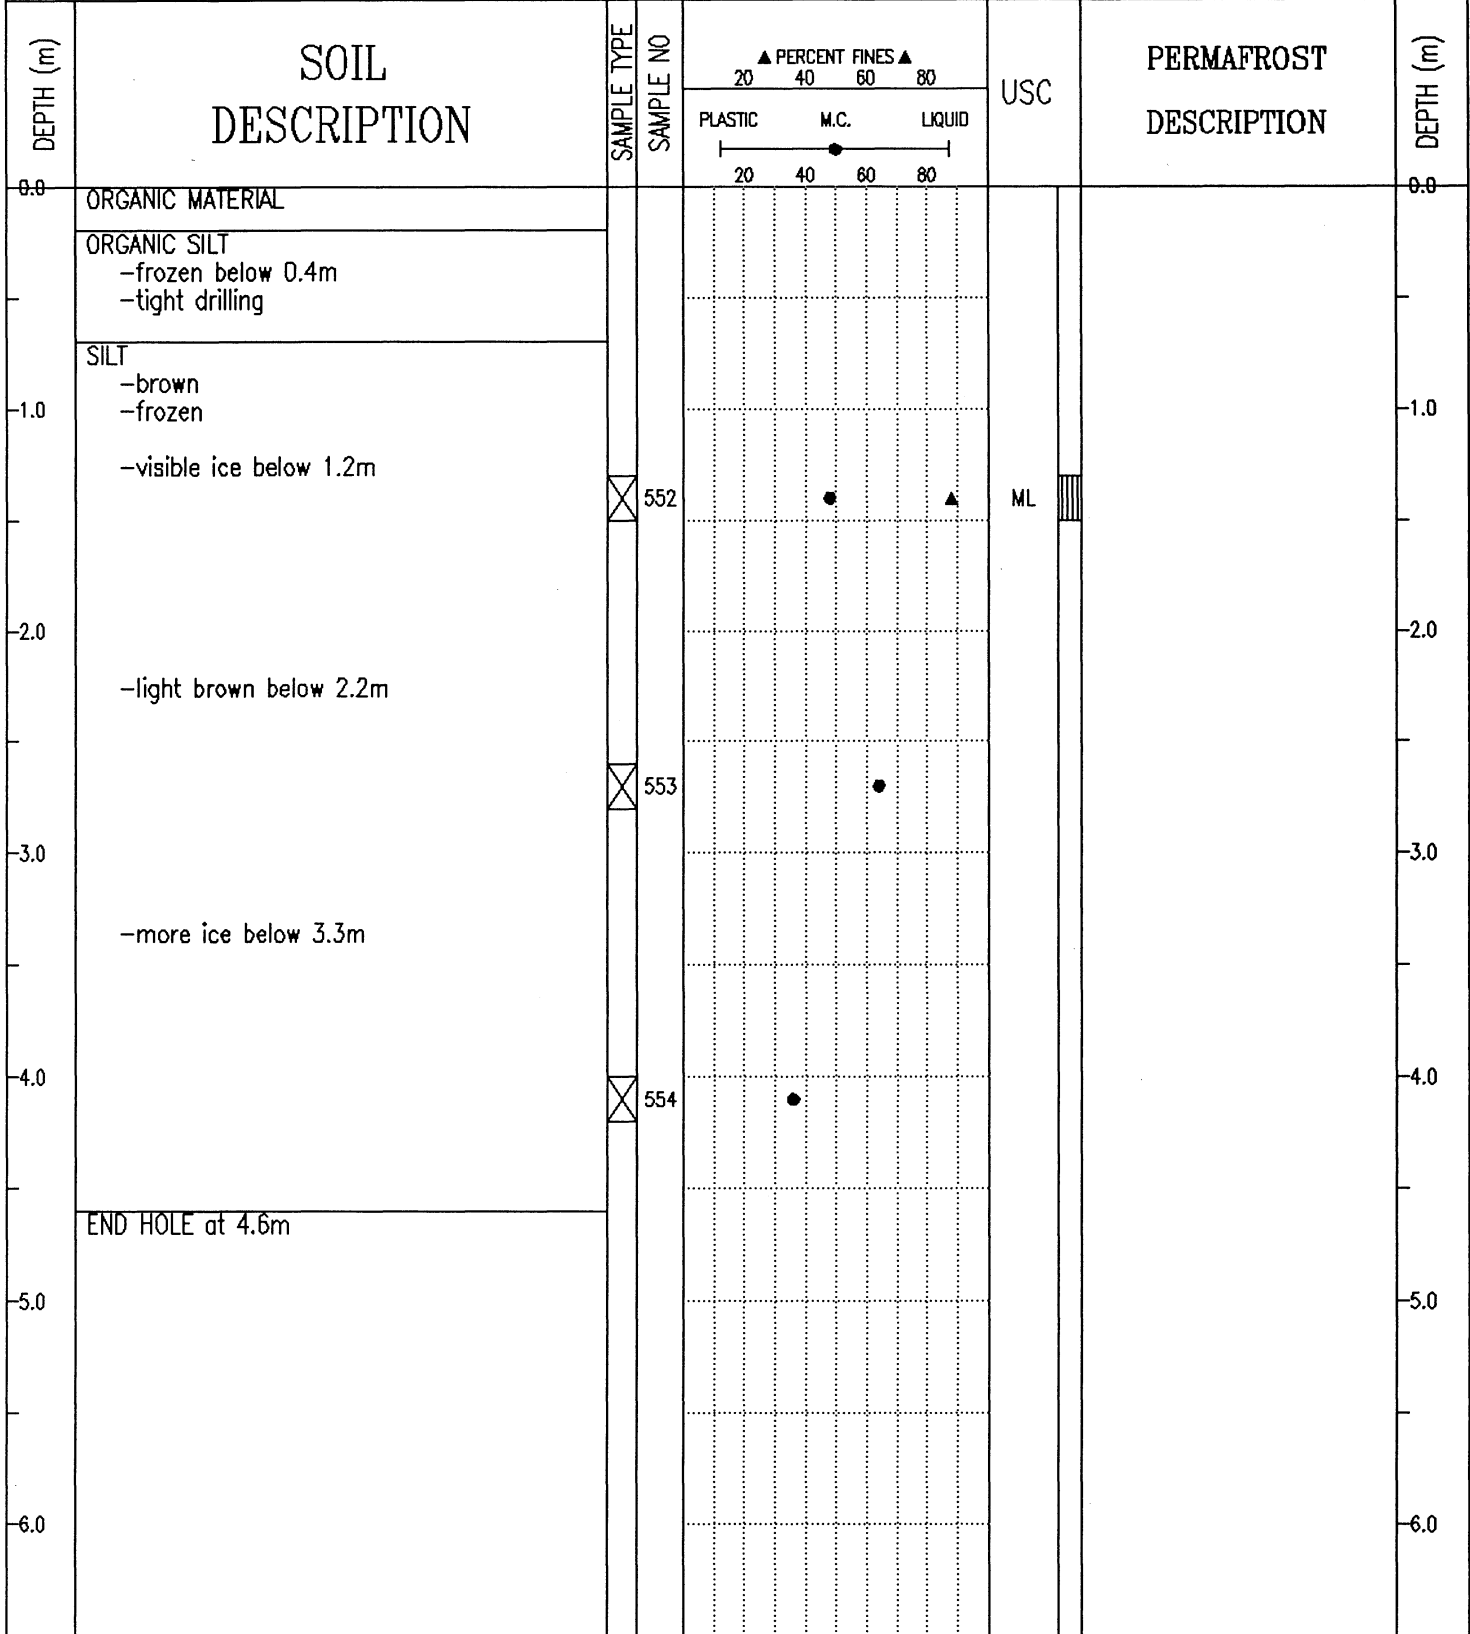 DEPTH (m)
SOIL
DESCRIPTION
SAMPLE TYPE
SAMPLE NO
▲ PERCENT FINES ▲
20 40 60 80
PLASTIC M.C. LIQUID
20 40 60 80
USC
PERMAFROST
DESCRIPTION
DEPTH (m)
0.0
ORGANIC MATERIAL
0.0
ORGANIC SILT
-frozen below 0.4m
-tight drilling
SILT
-brown
1.0
-frozen
1.0
-visible ice below 1.2m
552
ML
2.0
2.0
-light brown below 2.2m
553
3.0
3.0
-more ice below 3.3m
4.0
4.0
554
END HOLE at 4.6m
5.0
5.0
6.0
6.0